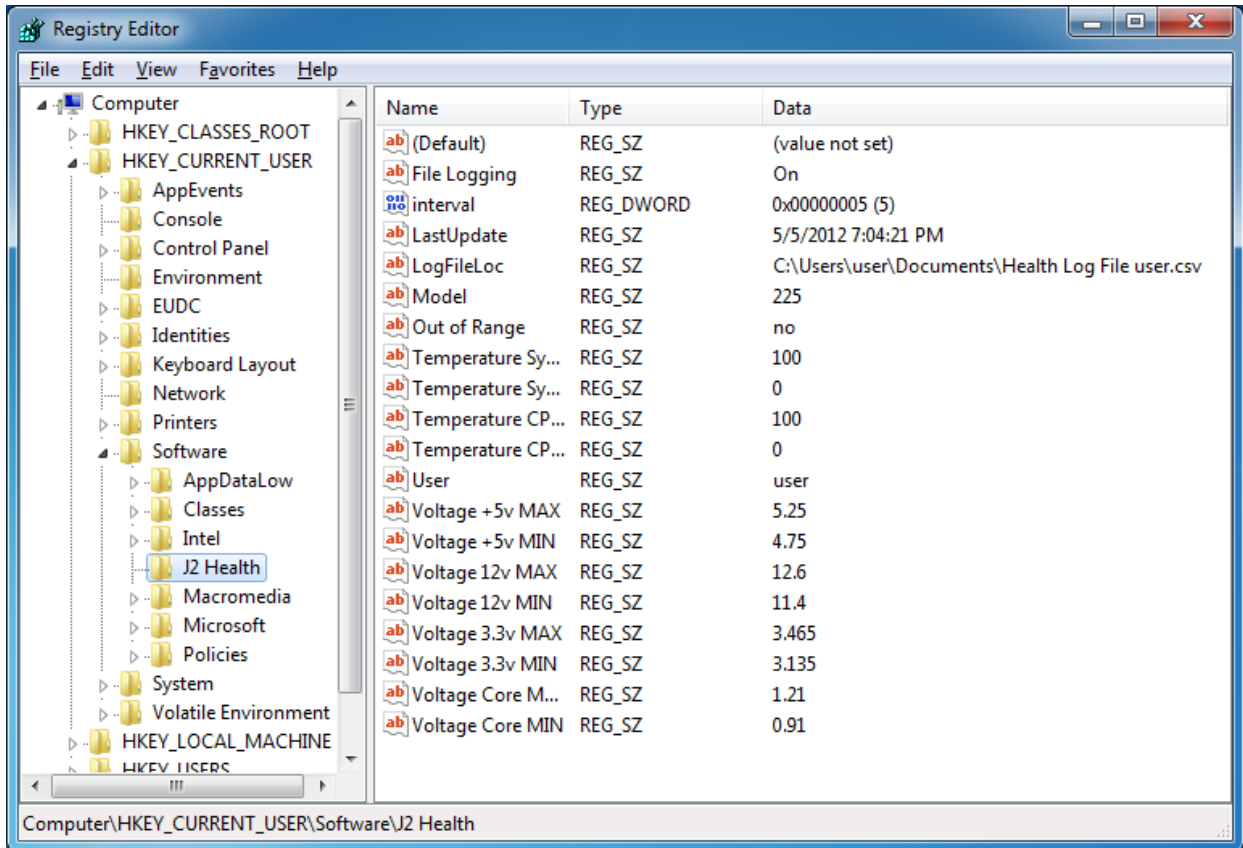 Registry Editor
File Edit View Favorites Help
Computer
HKEY_CLASSES_ROOT
HKEY_CURRENT_USER
AppEvents
Console
Control Panel
Environment
EUDC
Identities
Keyboard Layout
Network
Printers
Software
AppDataLow
Classes
Intel
J2 Health
Macromedia
Microsoft
Policies
System
Volatile Environment
HKEY_LOCAL_MACHINE
HKEY_USERS
Name Type Data
(Default) REG_SZ (value not set)
File Logging REG_SZ On
interval REG_DWORD 0x00000005 (5)
LastUpdate REG_SZ 5/5/2012 7:04:21 PM
LogFileLoc REG_SZ C:\Users\user\Documents\Health Log File user.csv
Model REG_SZ 225
Out of Range REG_SZ no
Temperature Sy... REG_SZ 100
Temperature Sy... REG_SZ 0
Temperature CP... REG_SZ 100
Temperature CP... REG_SZ 0
User REG_SZ user
Voltage +5v MAX REG_SZ 5.25
Voltage +5v MIN REG_SZ 4.75
Voltage 12v MAX REG_SZ 12.6
Voltage 12v MIN REG_SZ 11.4
Voltage 3.3v MAX REG_SZ 3.465
Voltage 3.3v MIN REG_SZ 3.135
Voltage Core M... REG_SZ 1.21
Voltage Core MIN REG_SZ 0.91
Computer\HKEY_CURRENT_USER\Software\J2 Health